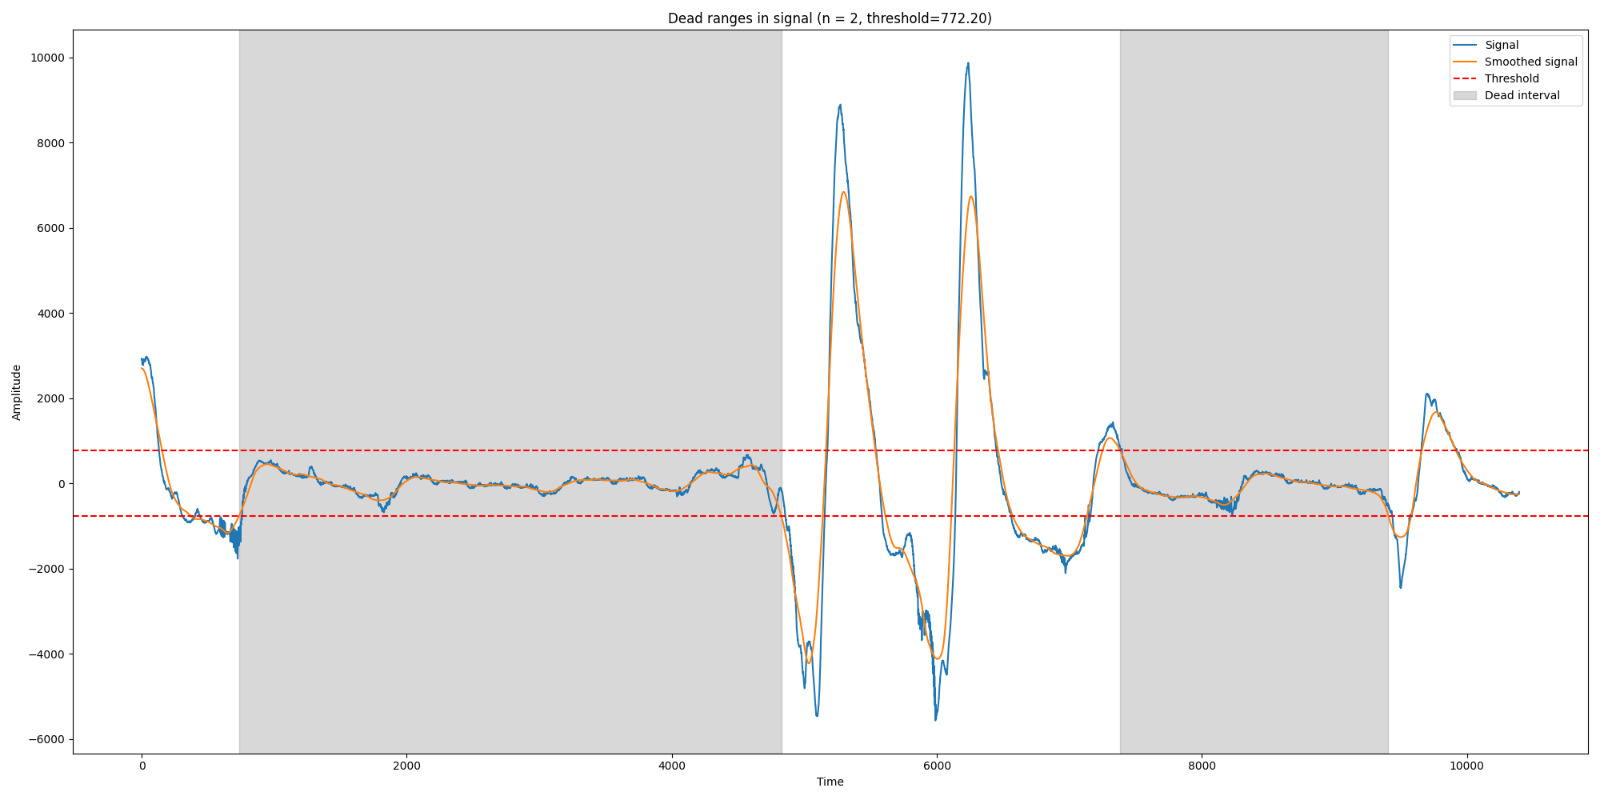 Dead ranges in signal (n = 2, threshold=772.20)
Signal
Smoothed signal
Threshold
Dead interval
Amplitude
10000
8000
6000
4000
2000
0
−2000
−4000
−6000
0 2000 4000 6000 8000 10000
Time